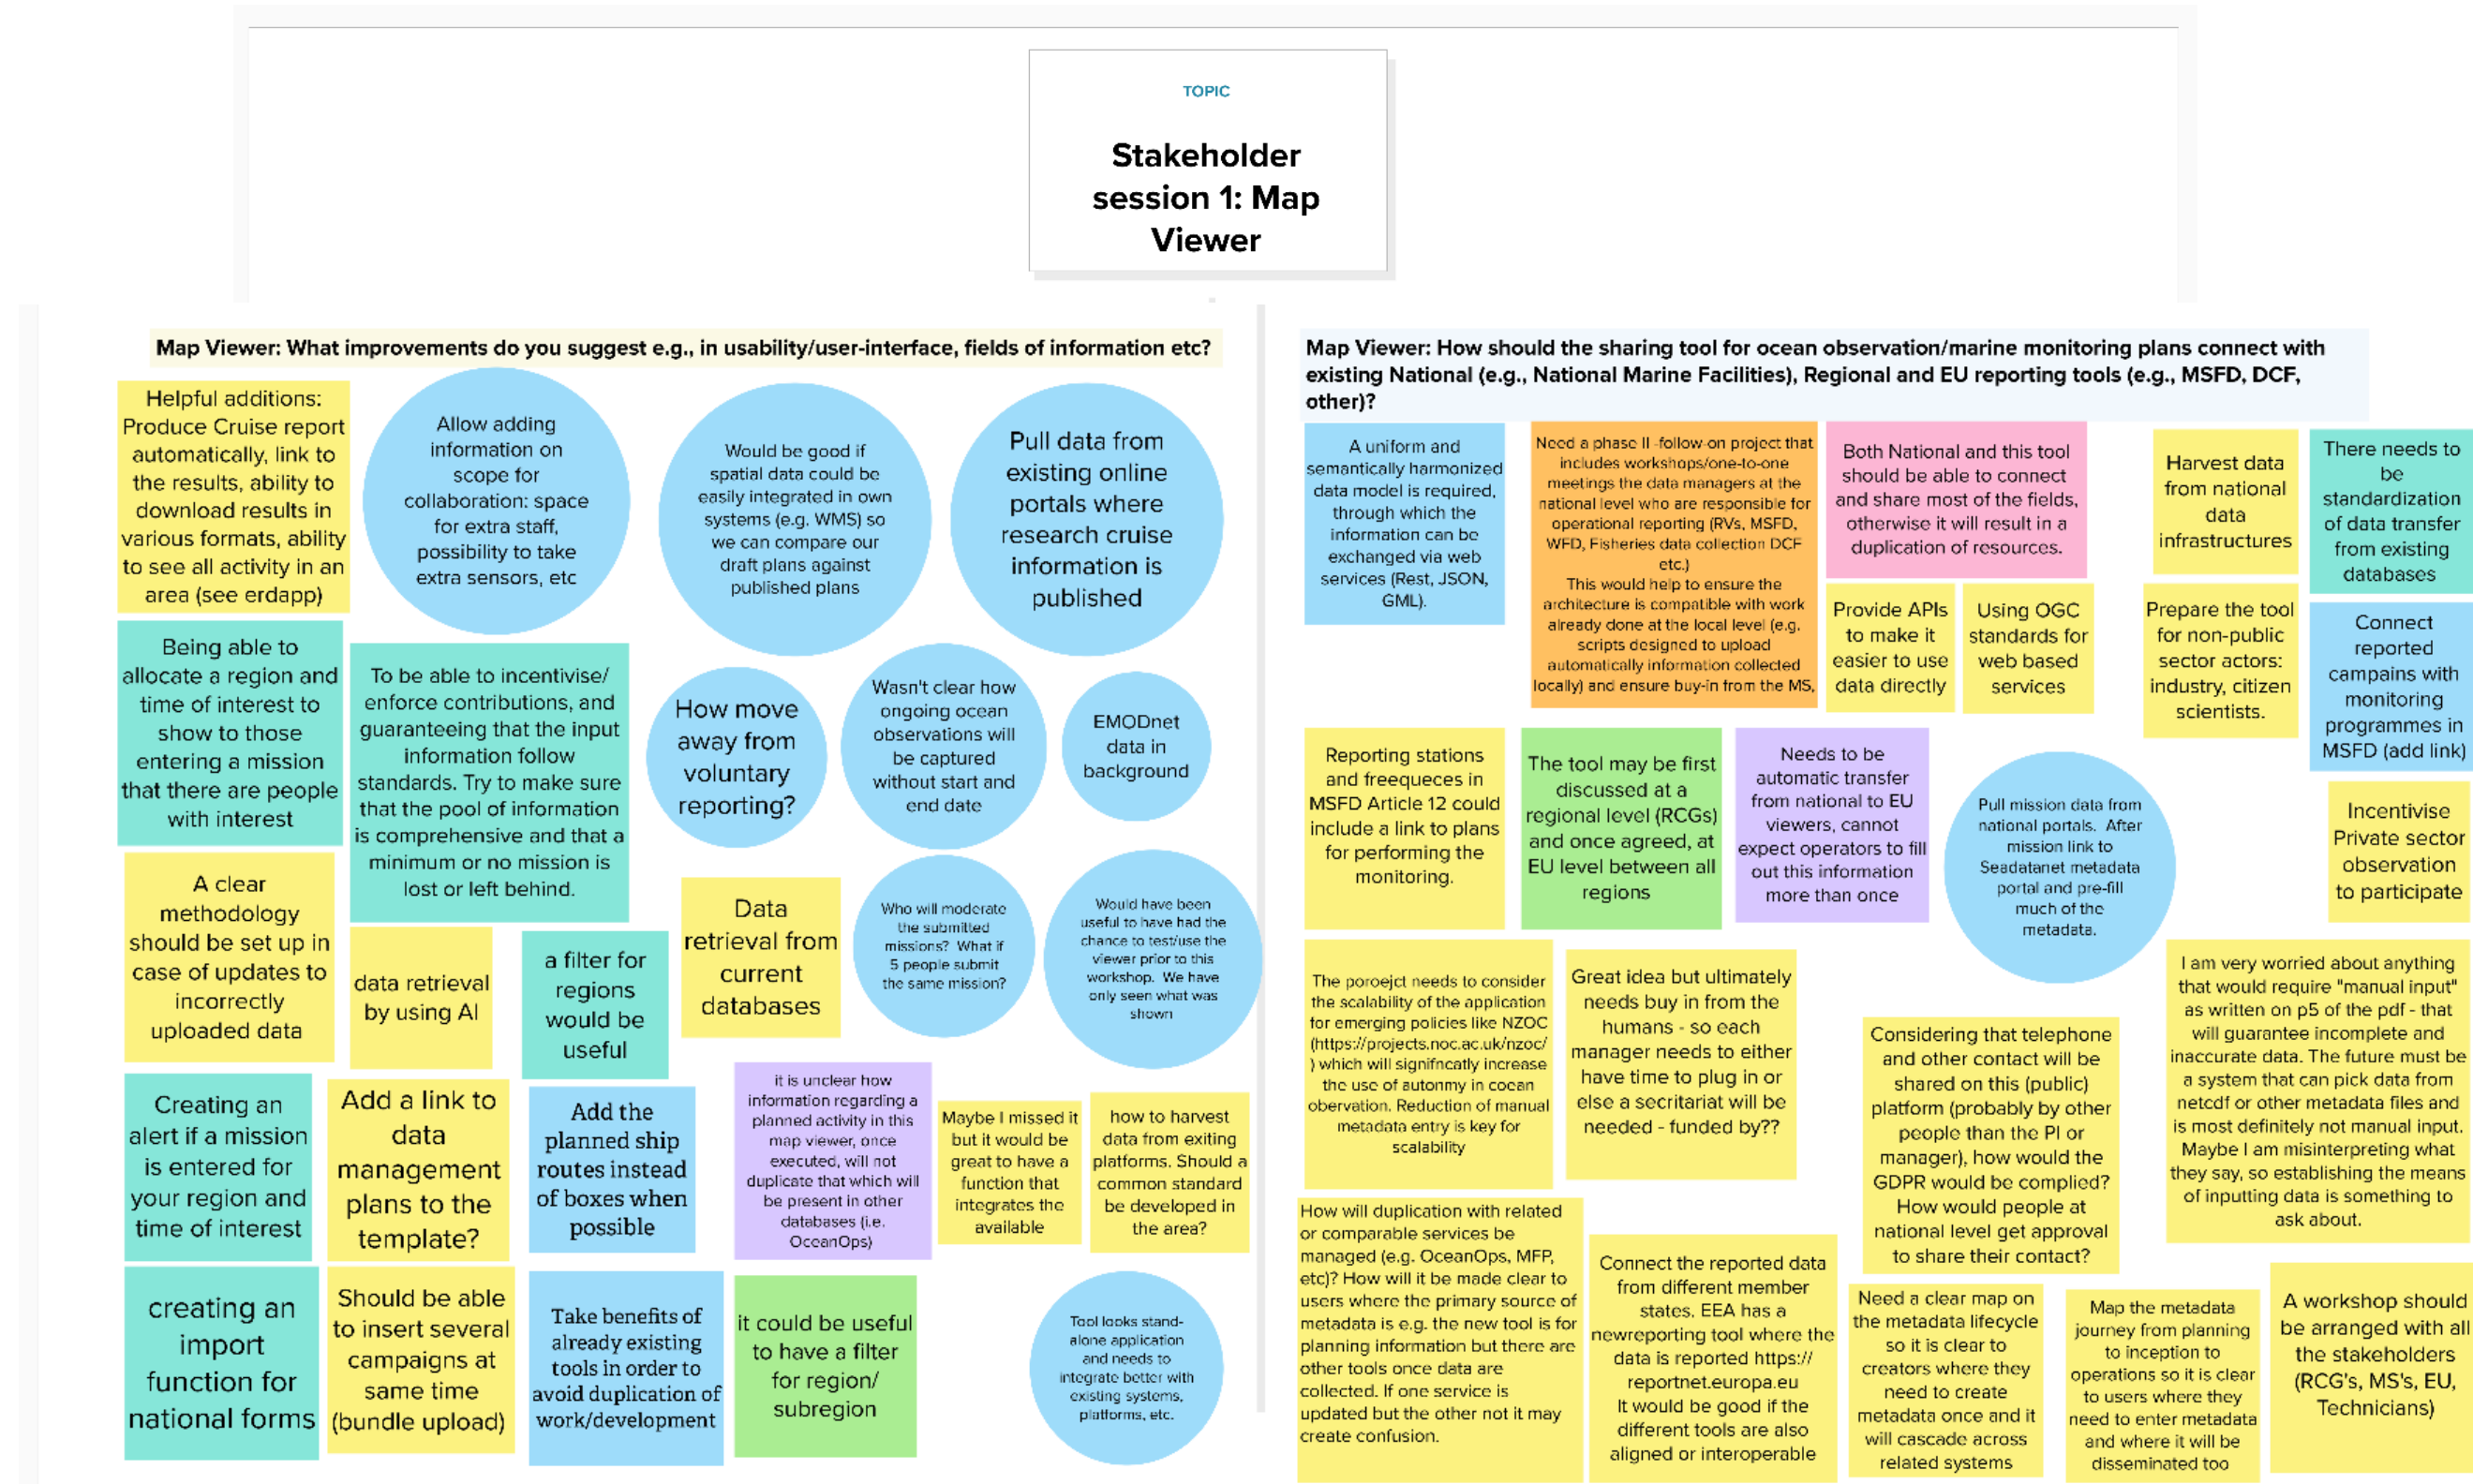 TOPIC
Stakeholder
session 1: Map
Viewer
Map Viewer: What improvements do you suggest e.g., in usability/user-interface, fields of information etc?
Helpful additions:
Produce Cruise report
automatically, link to
the results, ability to
download results in
various formats, ability
to see all activity in an
area (see erdapp)
Allow adding
information on
scope for
collaboration: space
for extra staff,
possibility to take
extra sensors, etc
Would be good if
spatial data could be
easily integrated in own
systems (e.g. WMS) so
we can compare our
draft plans against
published plans
Pull data from
existing online
portals where
research cruise
information is
published
Being able to
allocate a region and
time of interest to
show to those
entering a mission
that there are people
with interest
To be able to incentivise/
enforce contributions, and
guaranteeing that the input
information follow
standards. Try to make sure
that the pool of information
is comprehensive and that a
minimum or no mission is
lost or left behind.
How move
away from
voluntary
reporting?
Wasn't clear how
ongoing ocean
observations will
be captured
without start and
end date
EMODnet
data in
background
A clear
methodology
should be set up in
case of updates to
incorrectly
uploaded data
data retrieval
by using AI
a filter for
regions
would be
useful
Data
retrieval from
current
databases
Who will moderate
the submitted
missions? What if
5 people submit
the same mission?
Would have been
useful to have had the
chance to test/use the
viewer prior to this
workshop. We have
only seen what was
shown
Creating an
alert if a mission
is entered for
your region and
time of interest
Add a link to
data
management
plans to the
template?
Add the
planned ship
routes instead
of boxes when
possible
it is unclear how
information regarding a
planned activity in this
map viewer, once
executed, will not
duplicate that which will
be present in other
databases (i.e.
OceanOps)
Maybe I missed it
but it would be
great to have a
function that
integrates the
available
how to harvest
data from exiting
platforms. Should a
common standard
be developed in
the area?
creating an
import
function for
national forms
Should be able
to insert several
campaigns at
same time
(bundle upload)
Take benefits of
already existing
tools in order to
avoid duplication of
work/development
it could be useful
to have a filter
for region/
subregion
Tool looks stand-
alone application
and needs to
integrate better with
existing systems,
platforms, etc.
Map Viewer: How should the sharing tool for ocean observation/marine monitoring plans connect with
existing National (e.g., National Marine Facilities), Regional and EU reporting tools (e.g., MSFD, DCF,
other)?
A uniform and
semantically harmonized
data model is required,
through which the
information can be
exchanged via web
services (Rest, JSON,
GML).
Need a phase II -follow-on project that
includes workshops/one-to-one
meetings the data managers at the
national level who are responsible for
operational reporting (RVs, MSFD,
WFD, Fisheries data collection DCF
etc.)
This would help to ensure the
architecture is compatible with work
already done at the local level (e.g.
scripts designed to upload
automatically information collected
locally) and ensure buy-in from the MS,
Both National and this tool
should be able to connect
and share most of the fields,
otherwise it will result in a
duplication of resources.
Harvest data
from national
data
infrastructures
There needs to
be
standardization
of data transfer
from existing
databases
Provide APIs
to make it
easier to use
data directly
Using OGC
standards for
web based
services
Prepare the tool
for non-public
sector actors:
industry, citizen
scientists.
Connect
reported
campains with
monitoring
programmes in
MSFD (add link)
Reporting stations
and freequeces in
MSFD Article 12 could
include a link to plans
for performing the
monitoring.
The tool may be first
discussed at a
regional level (RCGs)
and once agreed, at
EU level between all
regions
Needs to be
automatic transfer
from national to EU
viewers, cannot
expect operators to fill
out this information
more than once
Pull mission data from
national portals. After
mission link to
Seadatanet metadata
portal and pre-fill
much of the
metadata.
Incentivise
Private sector
observation
to participate
The poroejct needs to consider
the scalability of the application
for emerging policies like NZOC
(https://projects.noc.ac.uk/nzoc/
) which will signifncatly increase
the use of autonmy in cocan
obervation. Reduction of manual
metadata entry is key for
scalability
Great idea but ultimately
needs buy in from the
humans - so each
manager needs to either
have time to plug in or
else a secritariat will be
needed - funded by??
Considering that telephone
and other contact will be
shared on this (public)
platform (probably by other
people than the PI or
manager), how would the
GDPR would be complied?
How would people at
national level get approval
to share their contact?
I am very worried about anything
that would require "manual input"
as written on p5 of the pdf - that
will guarantee incomplete and
inaccurate data. The future must be
a system that can pick data from
netcdf or other metadata files and
is most definitely not manual input.
Maybe I am misinterpreting what
they say, so establishing the means
of inputting data is something to
ask about.
How will duplication with related
or comparable services be
managed (e.g. OceanOps, MFP,
etc)? How will it be made clear to
users where the primary source of
metadata is e.g. the new tool is for
planning information but there are
other tools once data are
collected. If one service is
updated but the other not it may
create confusion.
Connect the reported data
from different member
states. EEA has a
newreporting tool where the
data is reported https://
reportnet.europa.eu
It would be good if the
different tools are also
aligned or interoperable
Need a clear map on
the metadata lifecycle
so it is clear to
creators where they
need to create
metadata once and it
will cascade across
related systems
Map the metadata
journey from planning
to inception to
operations so it is clear
to users where they
need to enter metadata
and where it will be
disseminated too
A workshop should
be arranged with all
the stakeholders
(RCG's, MS's, EU,
Technicians)